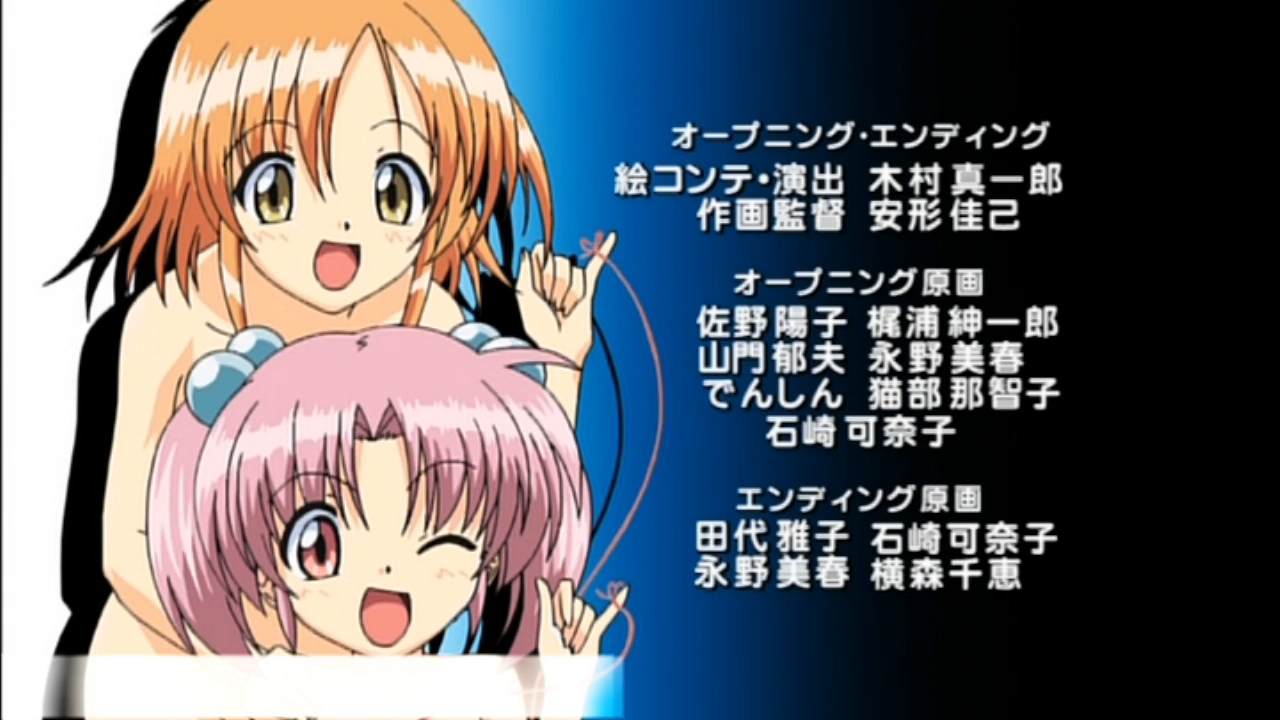 オープニング・エンディング
絵コンテ・演出 木村真一郎
作画監督 安形佳己
オープニング原画
佐野陽子 梶浦紳一郎
山門郁夫 永野美春
でんしん 猫部那智子
石崎可奈子
エンディング原画
田代雅子 石崎可奈子
永野美春 横森千恵